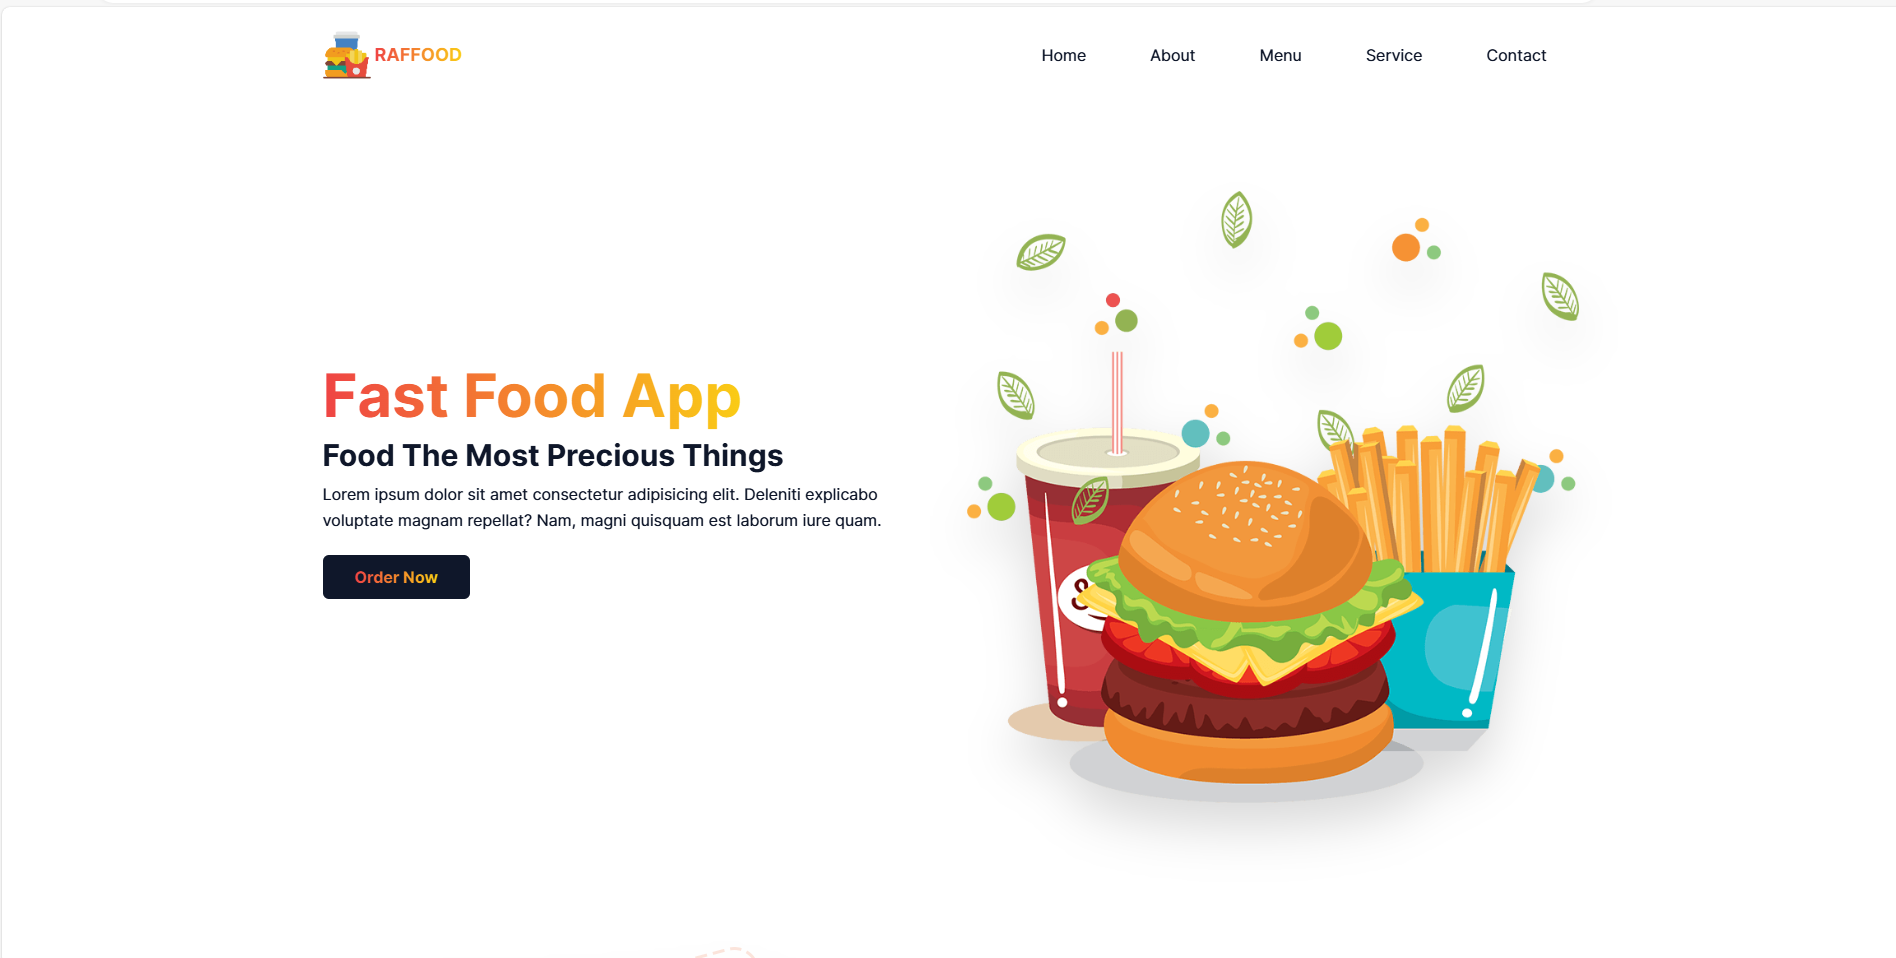 RAFFOOD
Home About Menu Service Contact
Fast Food App
Food The Most Precious Things
Lorem ipsum dolor sit amet consectetur adipisicing elit. Deleniti explicabo
voluptate magnam repellat? Nam, magni quisquam est laborum iure quam.
Order Now